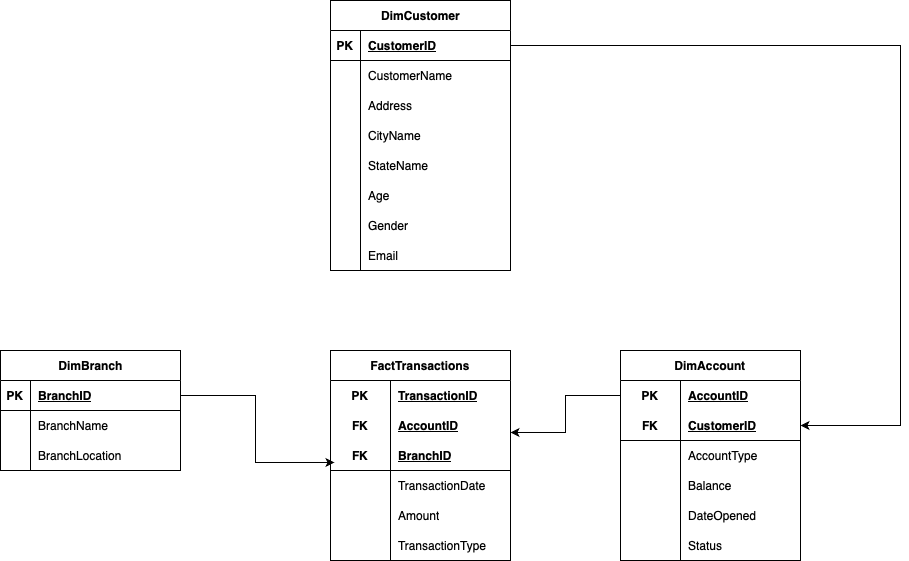 DimCustomer
PK CustomerID
CustomerName
Address
CityName
StateName
Age
Gender
Email
DimBranch
PK BranchID
BranchName
BranchLocation
FactTransactions
PK TransactionID
FK AccountID
FK BranchID
TransactionDate
Amount
TransactionType
DimAccount
PK AccountID
FK CustomerID
AccountType
Balance
DateOpened
Status